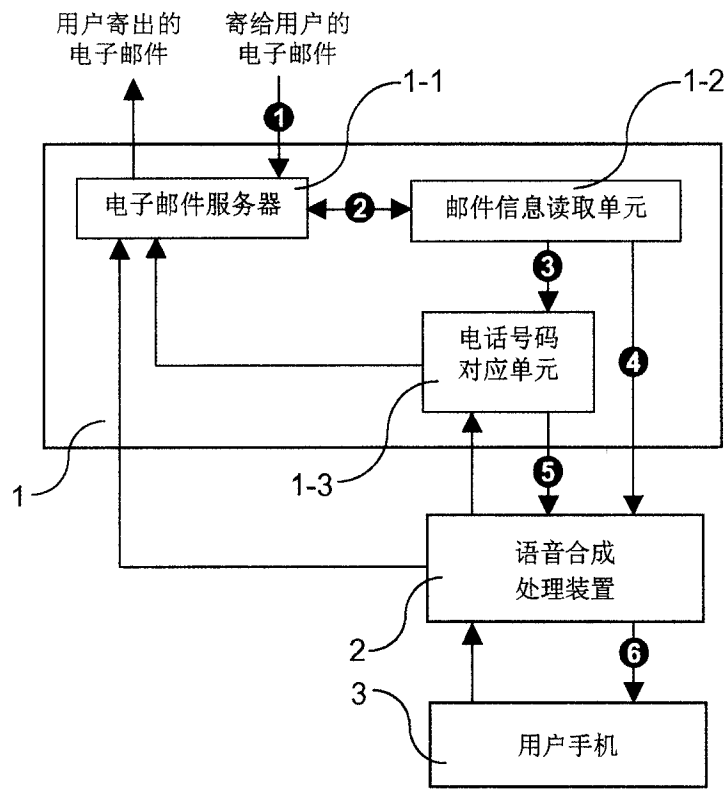 用户寄出的
电子邮件
寄给用户的
电子邮件
1-1
1-2
1
电子邮件服务器
2
邮件信息读取单元
3
电话号码
对应单元
4
1
1-3
5
语音合成
处理装置
2
6
3
用户手机